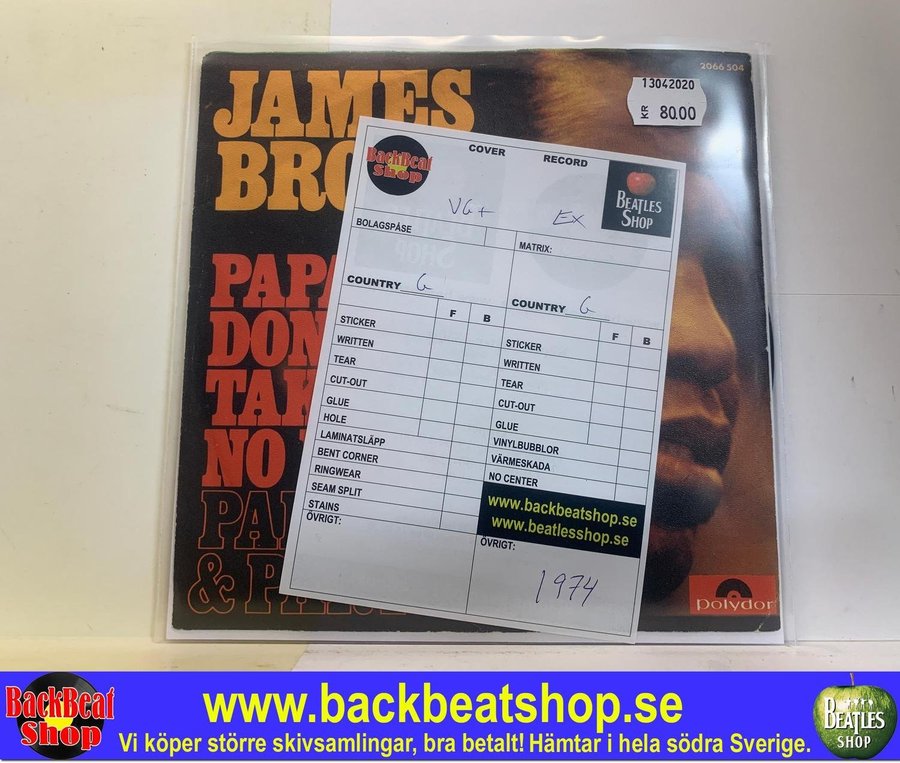 2066 504
13042020
KR 80.00
JAMES
BRO
PAPA
DON
TAK
NO
PA
& P
BackBeat
Shop
COVER
RECORD
BEATLES
SHOP
VG+
EX
BOLAGSPÅSE
MATRIX:
COUNTRY G
COUNTRY G
F B
F B
STICKER
WRITTEN
TEAR
CUT-OUT
GLUE
HOLE
LAMINATSLÄPP
BENT CORNER
RINGWEAR
SEAM SPLIT
STAINS
ÖVRIGT:
STICKER
WRITTEN
TEAR
CUT-OUT
GLUE
VINYLBUBBLOR
VÄRMESKADA
NO CENTER
www.backbeatshop.se
www.beatlesshop.se
ÖVRIGT:
1974
polydor
BackBeat
Shop
www.backbeatshop.se
Vi köper större skivsamlingar, bra betalt! Hämtar i hela södra Sverige.
BEATLES
SHOP